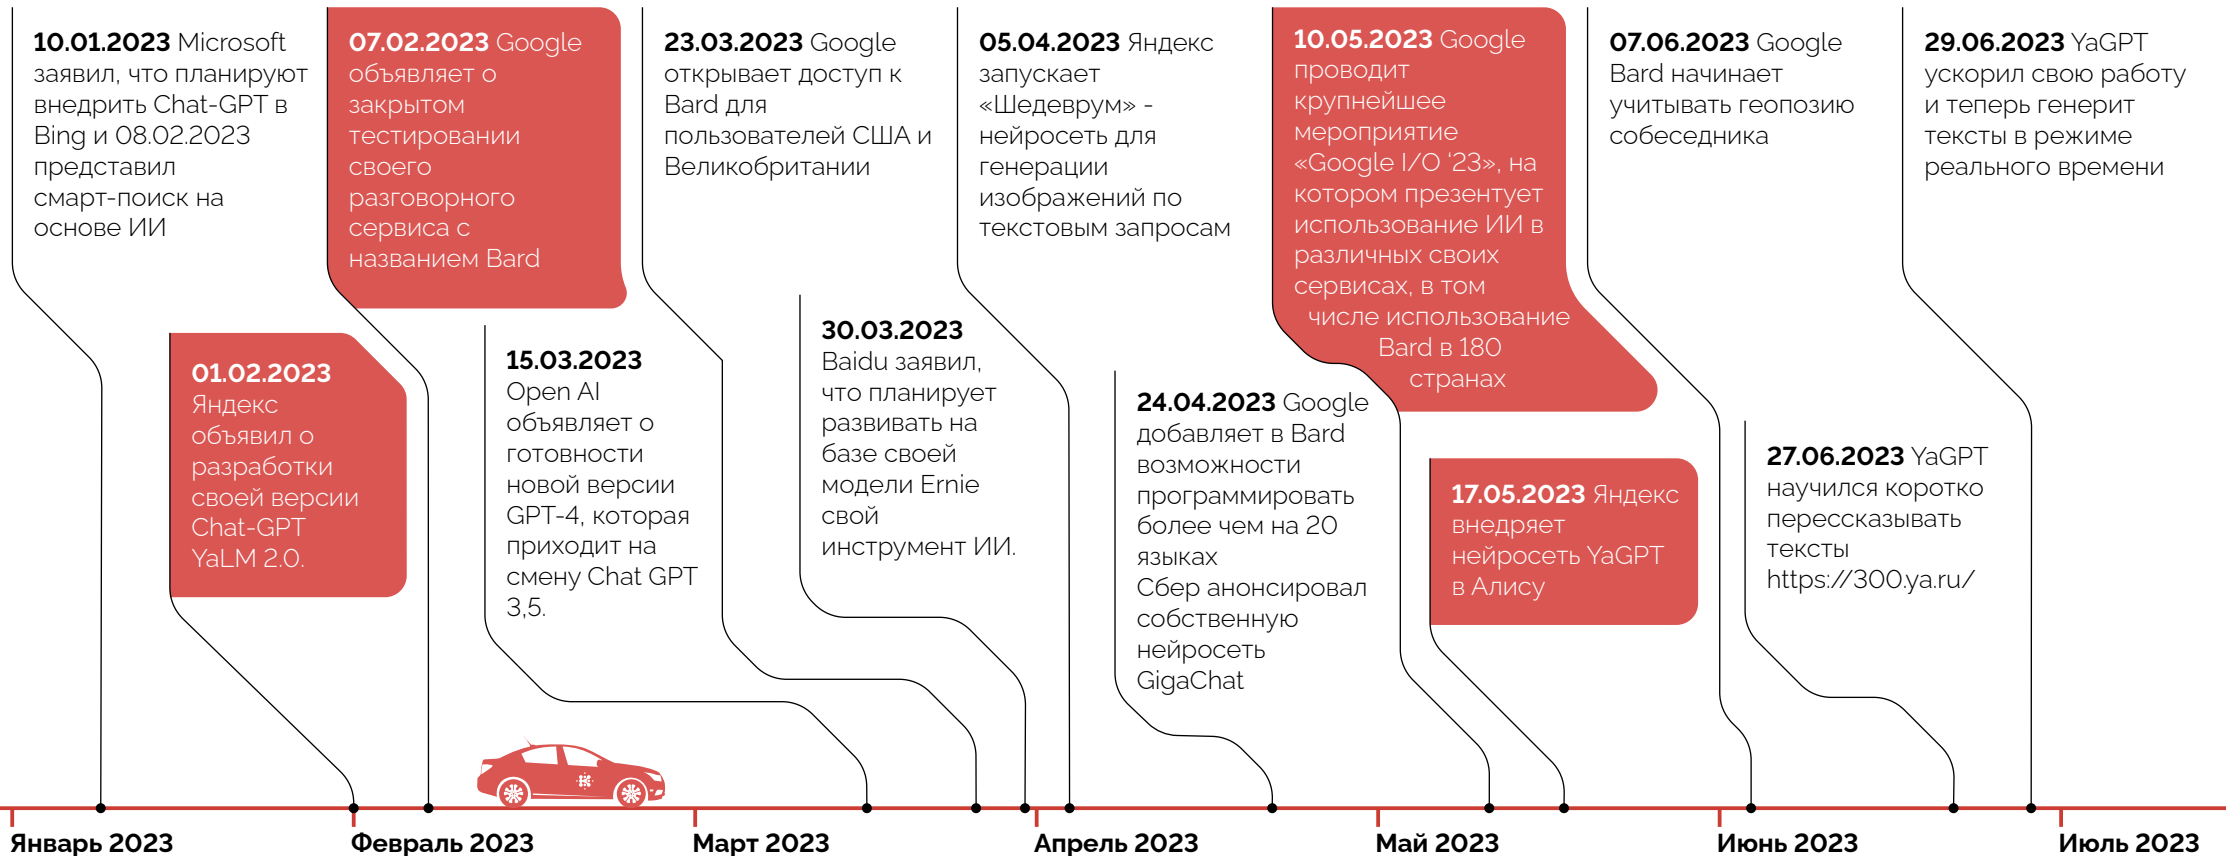 10.01.2023 Microsoft
заявил, что планируют
внедрить Chat-GPT в
Bing и 08.02.2023
представил
смарт-поиск на
основе ИИ
01.02.2023
Яндекс
объявил о
разработки
своей версии
Chat-GPT
YaLM 2.0.
07.02.2023 Google
объявляет о
закрытом
тестировании
своего
разговорного
сервиса с
названием Bard
15.03.2023
Open AI
объявляет о
готовности
новой версии
GPT-4, которая
приходит на
смену Chat GPT
3,5.
23.03.2023 Google
открывает доступ к
Bard для
пользователей США и
Великобритании
30.03.2023
Baidu заявил,
что планирует
развивать на
базе своей
модели Ernie
свой
инструмент ИИ.
05.04.2023 Яндекс
запускает
«Шедеврум» -
нейросеть для
генерации
изображений по
текстовым запросам
24.04.2023 Google
добавляет в Bard
возможности
программировать
более чем на 20
языках
Сбер анонсировал
собственную
нейросеть
GigaChat
10.05.2023 Google
проводит
крупнейшее
мероприятие
«Google I/O ‘23», на
котором презентует
использование ИИ в
различных своих
сервисах, в том
числе использование
Bard в 180
странах
17.05.2023 Яндекс
внедряет
нейросеть YaGPT
в Алису
07.06.2023 Google
Bard начинает
учитывать геопозию
собеседника
27.06.2023 YaGPT
научился коротко
перессказывать
тексты
https://300.ya.ru/
29.06.2023 YaGPT
ускорил свою работу
и теперь генерит
тексты в режиме
реального времени
Январь 2023
Февраль 2023
Март 2023
Апрель 2023
Май 2023
Июнь 2023
Июль 2023